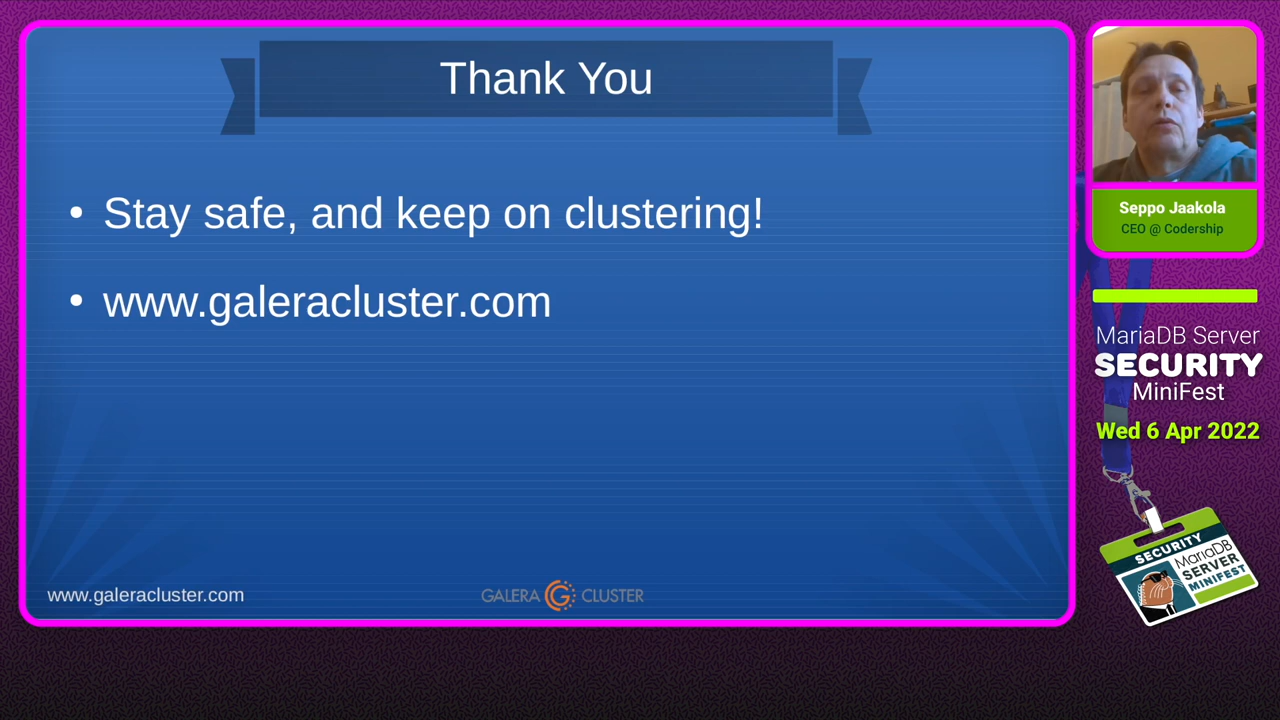 Thank You
Stay safe, and keep on clustering!
www.galeracluster.com
www.galeracluster.com
GALERA CLUSTER
Seppo Jaakola
CEO @ Codership
MariaDB Server
SECURITY
MiniFest
Wed 6 Apr 2022
SECURITY
MariaDB
SERVER
MINIFEST